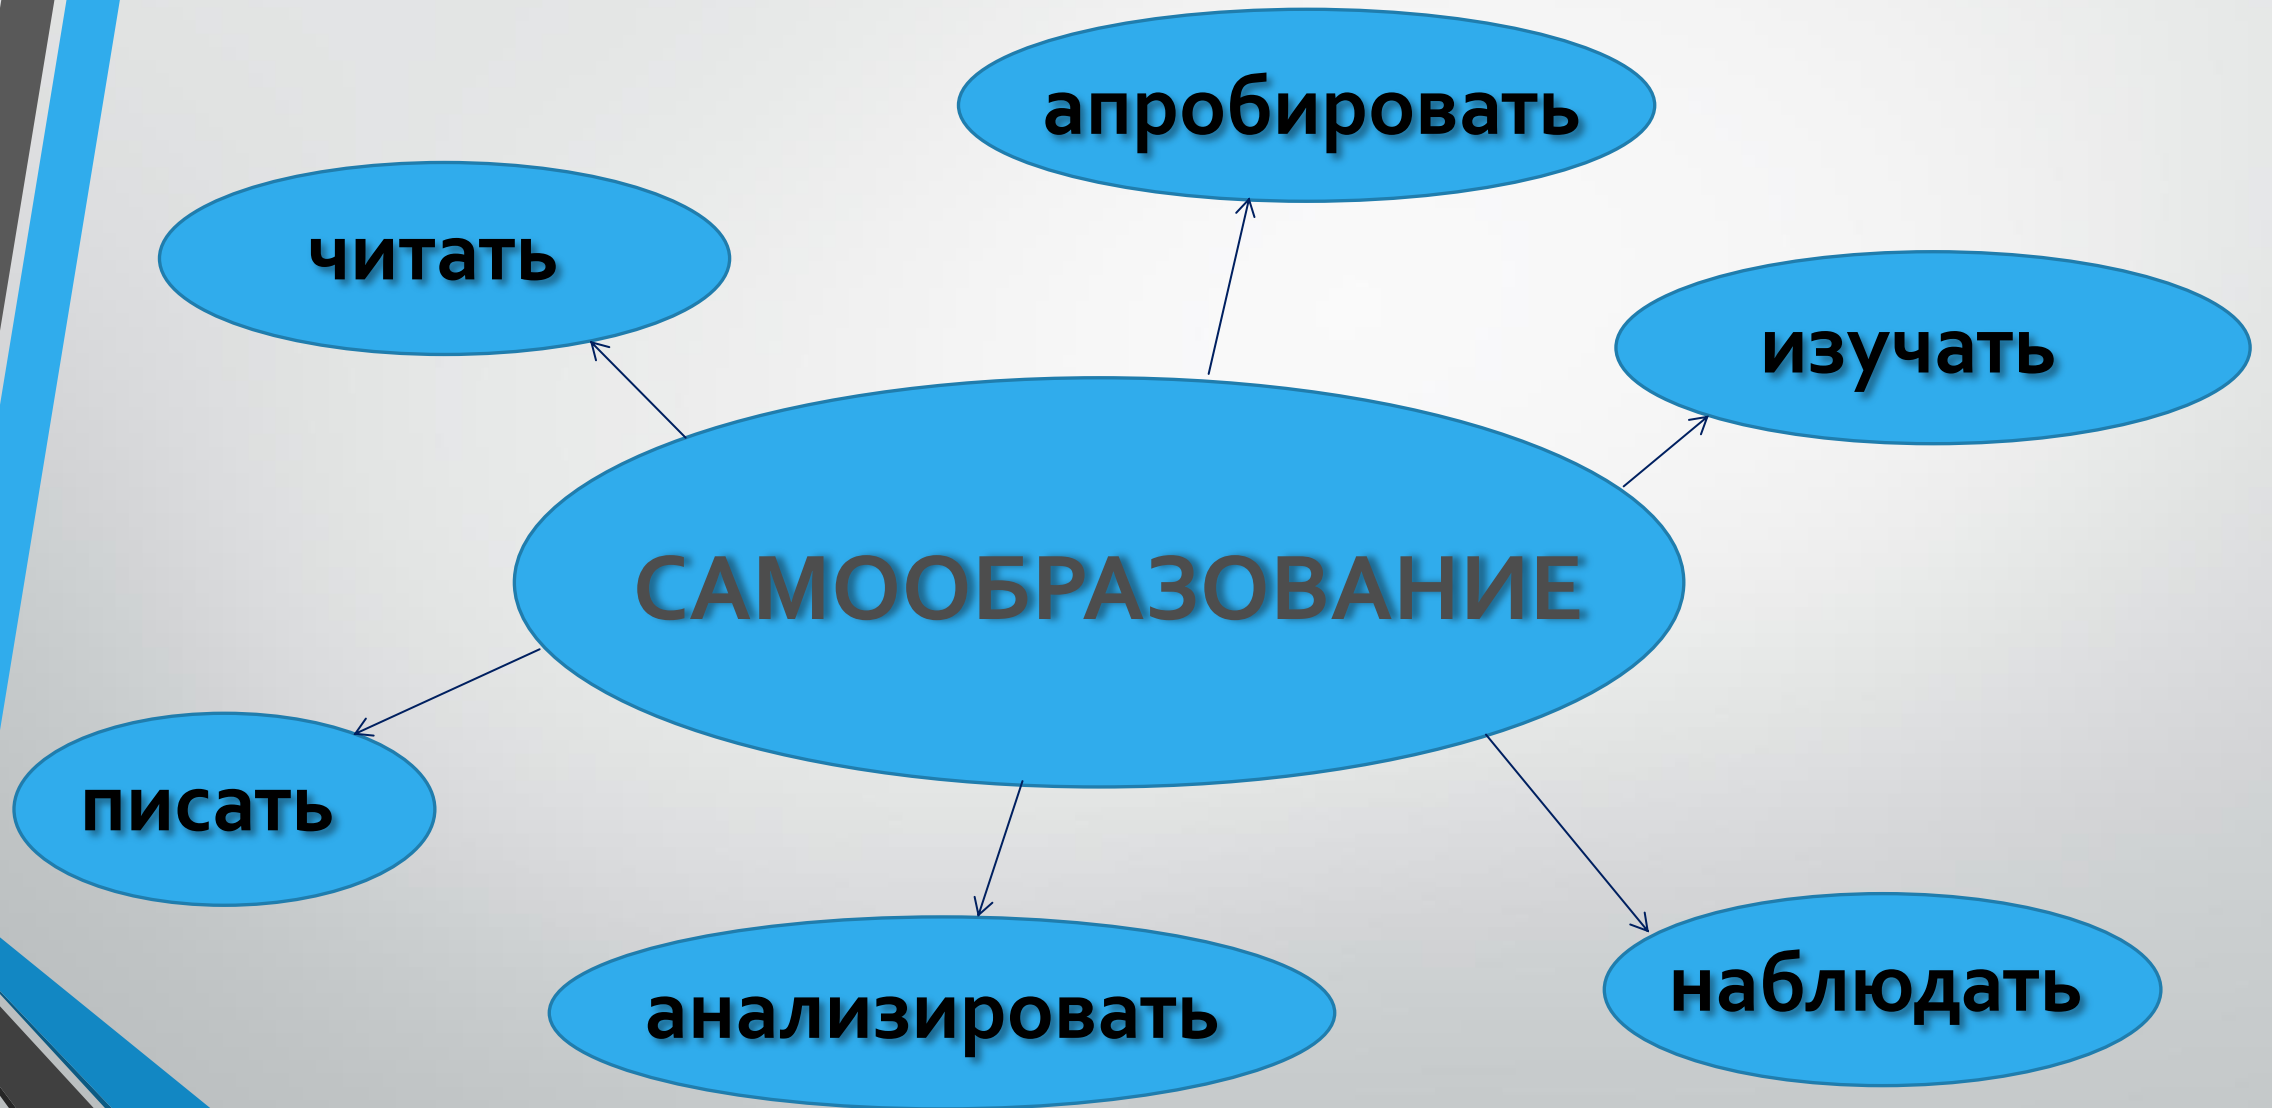 апробировать
читать
изучать
САМООБРАЗОВАНИЕ
писать
анализировать
наблюдать